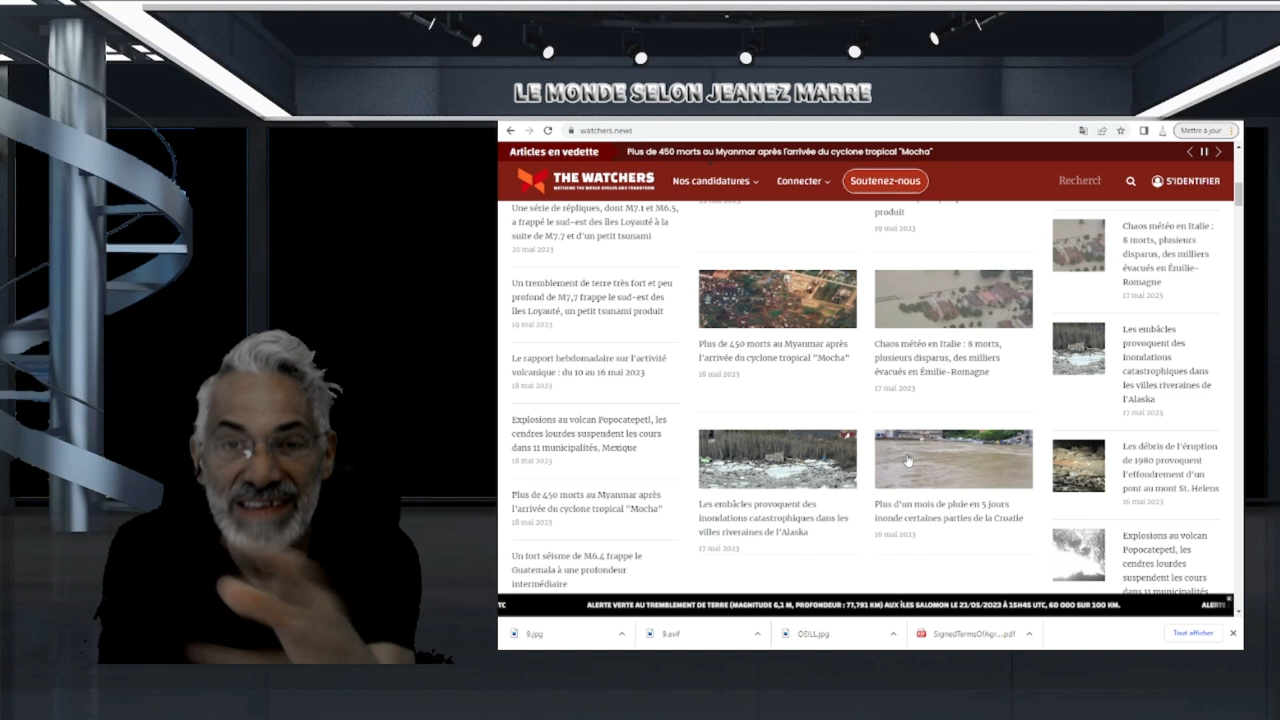 LE MONDE SELON JEANEZ MARRE
watchers.news
Mettre à jour
Articles en vedette
Plus de 450 morts au Myanmar après l'arrivée du cyclone tropical "Mocha"
THE WATCHERS
WATCHING THE WORLD EVOLVE AND TRANSFORM
Nos candidatures
Connecter
Soutenez-nous
Recherch
S'IDENTIFIER
Une série de répliques, dont M7.1 et M6.5,
a frappé le sud-est des îles Loyauté à la
suite de M7.7 et d'un petit tsunami
20 mai 2023
Un tremblement de terre très fort et peu
profond de M7,7 frappe le sud-est des
îles Loyauté, un petit tsunami produit
19 mai 2023
Le rapport hebdomadaire sur l'activité
volcanique : du 10 au 16 mai 2023
18 mai 2023
Explosions au volcan Popocatepetl, les
cendres lourdes suspendent les cours
dans 11 municipalités, Mexique
18 mai 2023
Plus de 450 morts au Myanmar après
l'arrivée du cyclone tropical "Mocha"
18 mai 2023
Un fort séisme de M6.4 frappe le
Guatemala à une profondeur
intermédiaire
Plus de 450 morts au Myanmar après
l'arrivée du cyclone tropical "Mocha"
18 mai 2023
Les embâcles provoquent des
inondations catastrophiques dans les
villes riveraines de l'Alaska
17 mai 2023
produit
19 mai 2023
Chaos météo en Italie : 8 morts,
plusieurs disparus, des milliers
évacués en Émilie-Romagne
17 mai 2023
Plus d'un mois de pluie en 5 jours
inonde certaines parties de la Croatie
16 mai 2023
Chaos météo en Italie :
8 morts, plusieurs
disparus, des milliers
évacués en Émilie-
Romagne
17 mai 2023
Les embâcles
provoquent des
inondations
catastrophiques dans
les villes riveraines de
l'Alaska
17 mai 2023
Les débris de l'éruption
de 1980 provoquent
l'effondrement d'un
pont au mont St. Helens
16 mai 2023
Explosions au volcan
Popocatepetl, les
cendres lourdes
suspendent les cours
dans 11 municipalités
TC
ALERTE VERTE AU TREMBLEMENT DE TERRE (MAGNITUDE 6,1 M, PROFONDEUR : 77,791 KM) AUX ÎLES SALOMON LE 21/05/2023 À 15H45 UTC, 60 000 SUR 100 KM.
ALERTE
9.jpg
9.avif
OEILL.jpg
SignedTermsOfAgr....pdf
Tout afficher